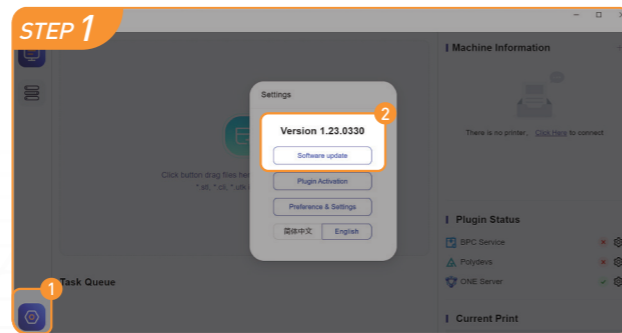 STEP 1
Machine Information
Settings
2
Version 1.23.0330
Software update
There is no printer, Click Here to connect
Click button drag files her
Plugin Activation
Preference & Settings
Plugin Status
简体中文 English
BPC Service
Polydevs
1
Task Queue
ONE Server
Current Print